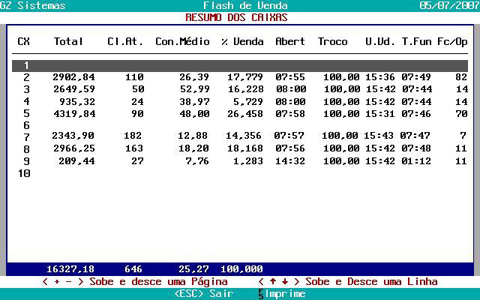 GZ Sistemas Flash de Venda 05/07/2007
RESUMO DOS CAIXAS
CX Total Cl.At. Con.Médio % Venda Abert Troco U.Vd. T.Fun Fc/Op
1
2 2902,84 110 26,39 17,779 07:55 100,00 15:36 07:49 82
3 2649,59 50 52,99 16,228 08:00 100,00 15:42 07:44 14
4 935,32 24 38,97 5,729 08:00 100,00 15:42 07:44 14
5 4319,84 90 48,00 26,458 07:58 100,00 15:31 07:46 70
6
7 2343,90 182 12,88 14,356 07:57 100,00 15:43 07:47 7
8 2966,25 163 18,20 18,168 07:56 100,00 15:42 07:48 11
9 209,44 27 7,76 1,283 14:32 100,00 15:42 01:12 11
10
16327,18 646 25,27 100,000
< + - > Sobe e desce uma Página < ↑ ↓ > Sobe e Desce uma Linha
<ESC> Sair Imprime